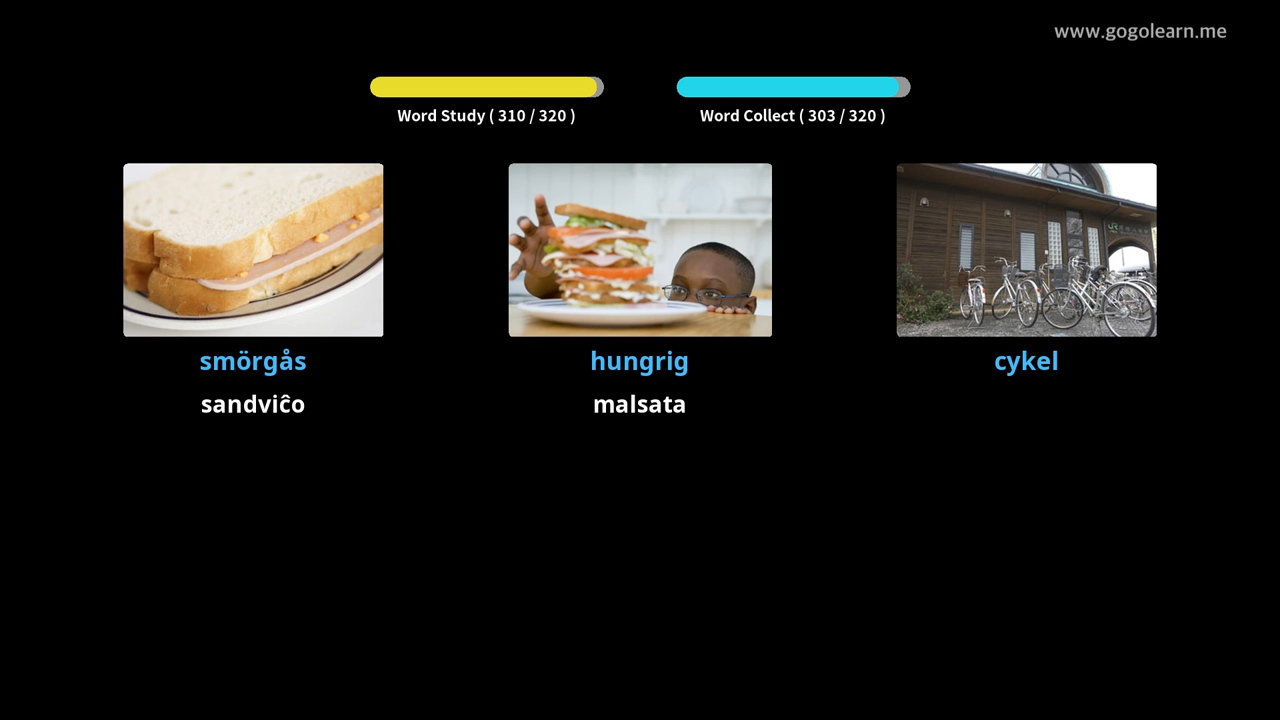 www.gogolearn.me
Word Study ( 310 / 320 )
Word Collect ( 303 / 320 )
smörgås
hungrig
cykel
sandviĉo
malsata